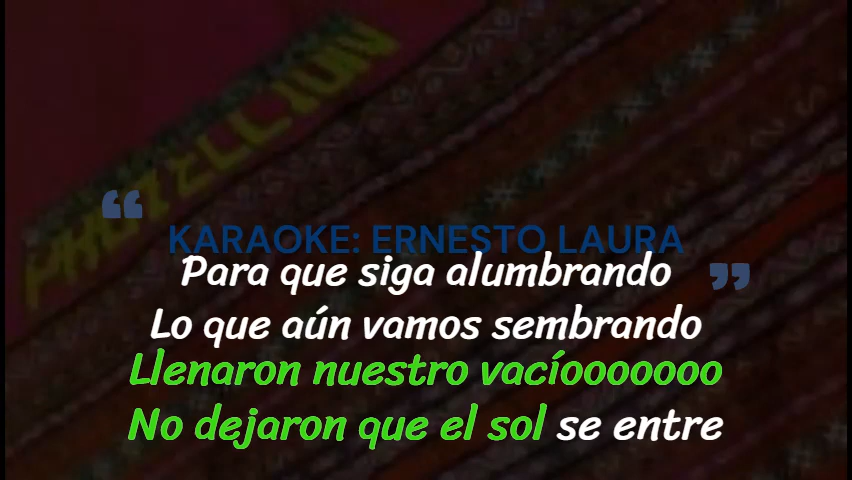 “
KARAOKE: ERNESTO LAURA
Para que siga alumbrando
”
Lo que aún vamos sembrando
Llenaron nuestro vacíooooooo
No dejaron que el sol se entre